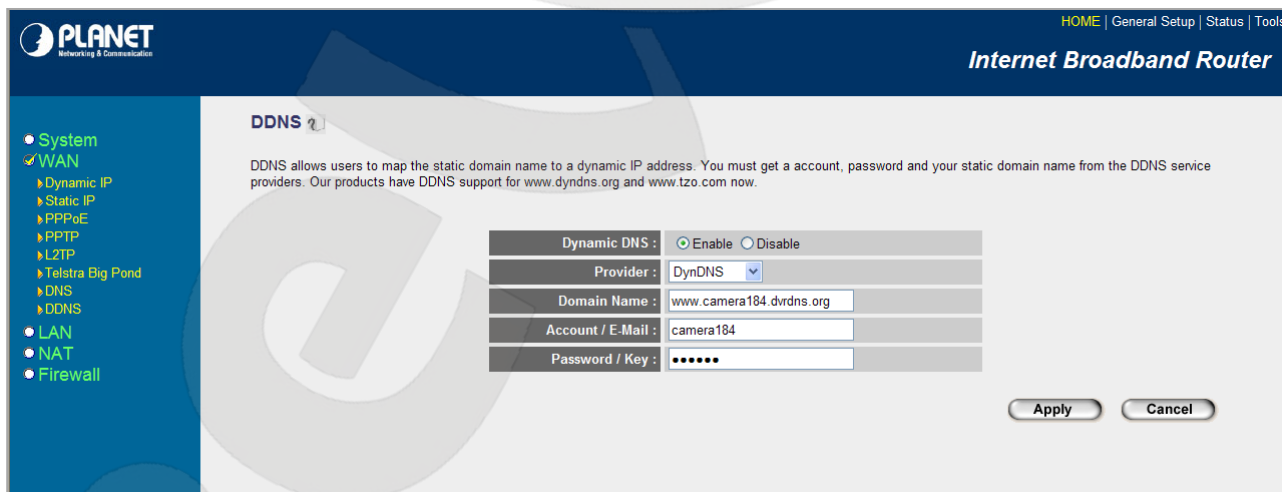 PLANET
Networking & Communication
HOME | General Setup | Status | Tools
Internet Broadband Router
System
WAN
Dynamic IP
Static IP
PPPoE
PPTP
L2TP
Telstra Big Pond
DNS
DDNS
LAN
NAT
Firewall
DDNS
DDNS allows users to map the static domain name to a dynamic IP address. You must get a account, password and your static domain name from the DDNS service
providers. Our products have DDNS support for www.dyndns.org and www.tzo.com now.
Dynamic DNS : Enable Disable
Provider : DynDNS
Domain Name : www.camera184.dvrdns.org
Account / E-Mail : camera184
Password / Key : ••••••
Apply Cancel